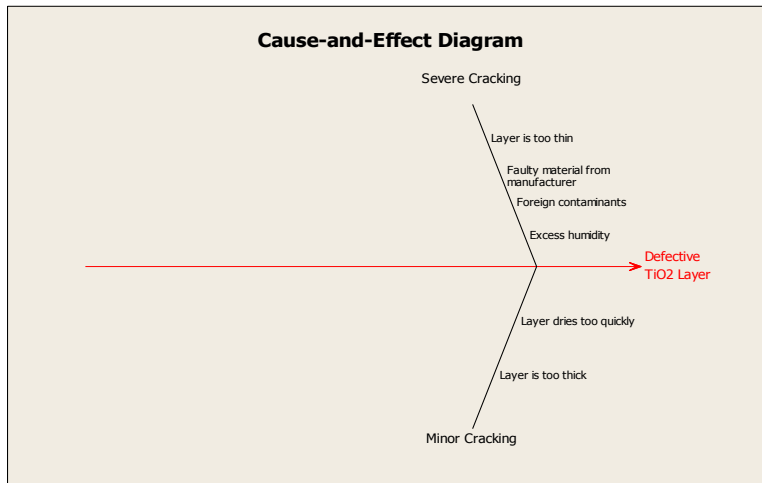 Cause-and-Effect Diagram
Severe Cracking
Layer is too thin
Faulty material from
manufacturer
Foreign contaminants
Excess humidity
Defective
TiO2 Layer
Layer dries too quickly
Layer is too thick
Minor Cracking